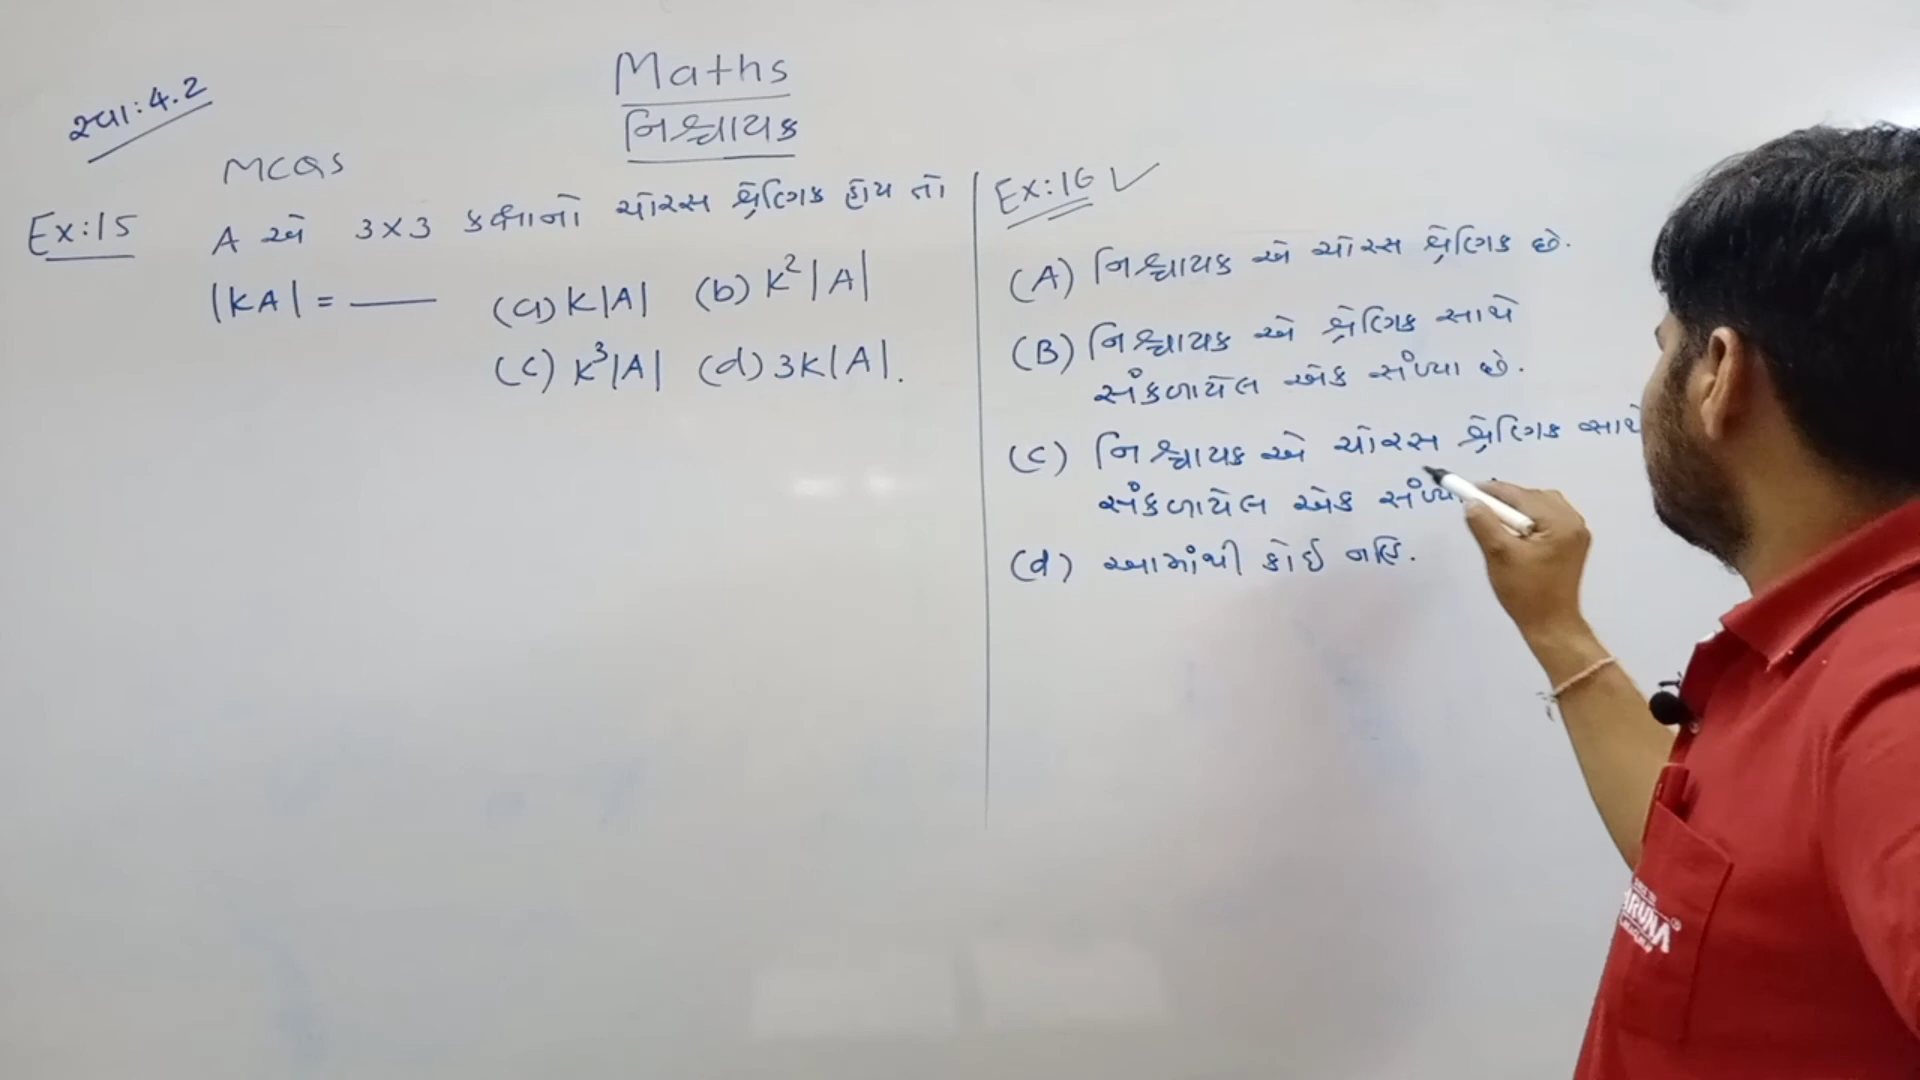 Maths
નિશ્ચાયક
સ્વા:4.2
MCQS
Ex:15 A એ 3×3 કક્ષાનો ચોરસ શ્રેણિક હોય તો
|KA| = ___ (a) K|A| (b) K²|A|
(c) K³|A| (d) 3K|A|.
Ex:16 ✓
(A) નિશ્ચાયક એ ચોરસ શ્રેણિક છે.
(B) નિશ્ચાયક એ શ્રેણિક સાથે
સંકળાયેલ એક સંખ્યા છે.
(C) નિશ્ચાયક એ ચોરસ શ્રેણિક સાથે
સંકળાયેલ એક સંખ્યા
(d) આમાંથી કોઈ નહિ.